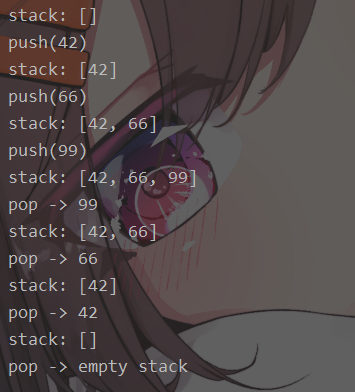 stack: []
push(42)
stack: [42]
push(66)
stack: [42, 66]
push(99)
stack: [42, 66, 99]
pop -> 99
stack: [42, 66]
pop -> 66
stack: [42]
pop -> 42
stack: []
pop -> empty stack